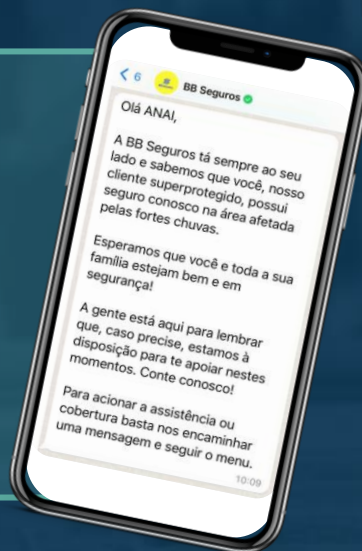 6
BB Seguros
Olá ANAI,
A BB Seguros tá sempre ao seu
lado e sabemos que você, nosso
cliente superprotegido, possui
seguro conosco na área afetada
pelas fortes chuvas.
Esperamos que você e toda a sua
família estejam bem e em
segurança!
A gente está aqui para lembrar
que, caso precise, estamos à
disposição para te apoiar nestes
momentos. Conte conosco!
Para acionar a assistência ou
cobertura basta nos encaminhar
uma mensagem e seguir o menu.
10:09